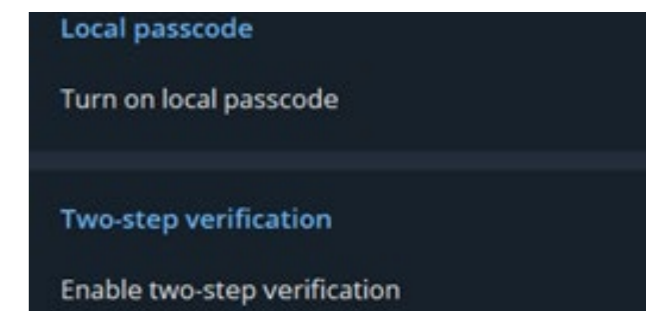 Local passcode
Turn on local passcode
Two-step verification
Enable two-step verification